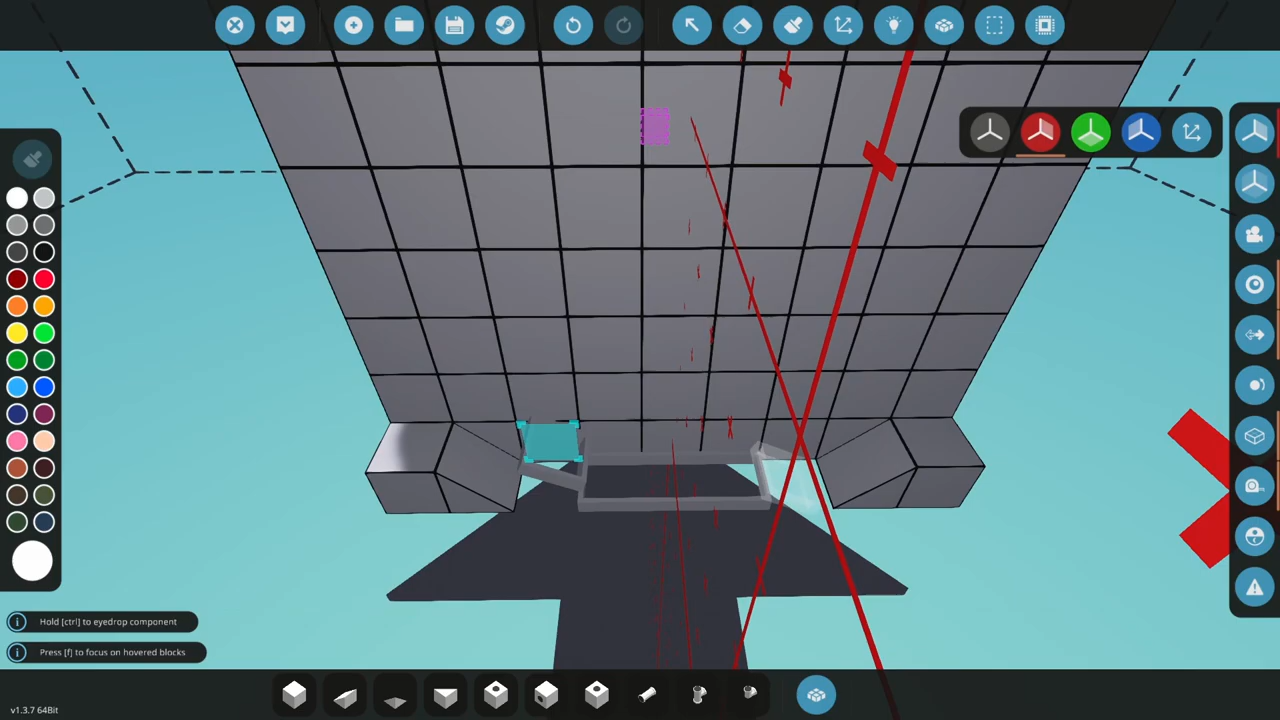 Hold [ctrl] to eyedrop component
Press [f] to focus on hovered blocks
v1.3.7 64Bit